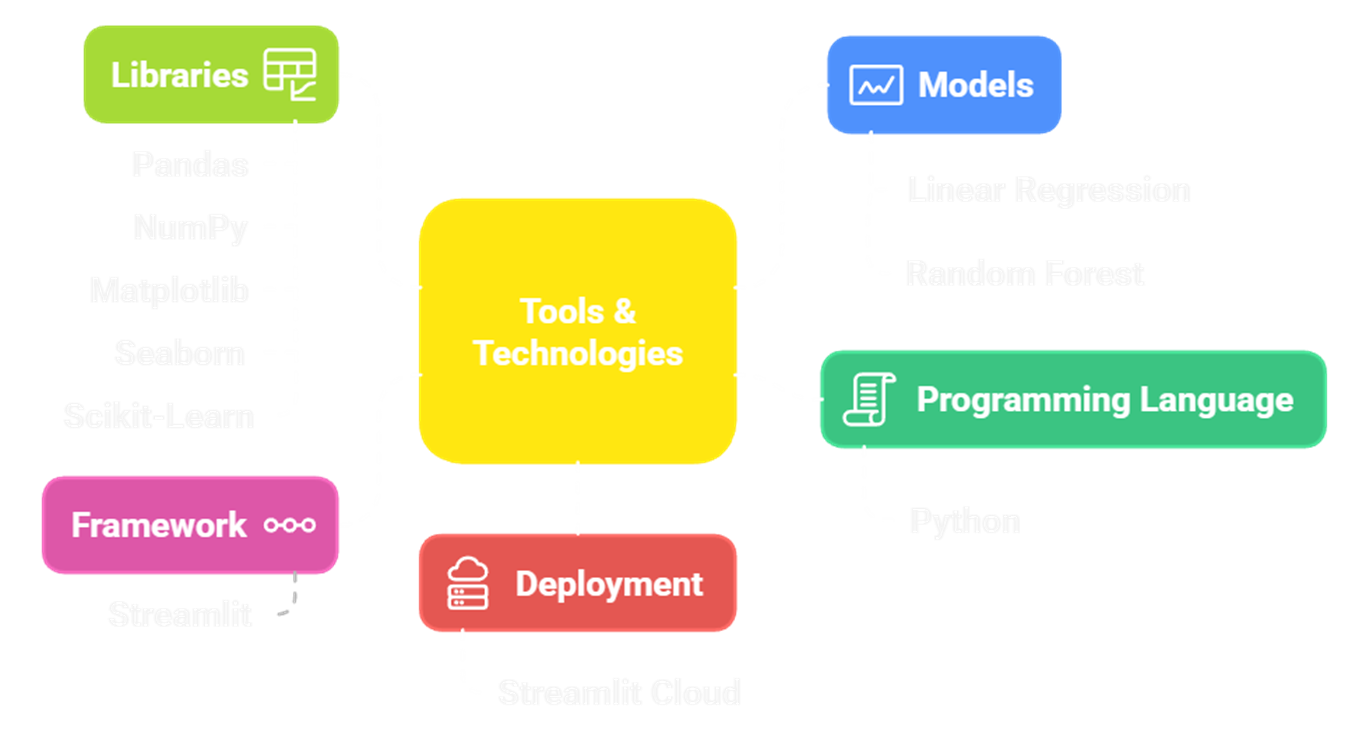 Libraries
Pandas
NumPy
Matplotlib
Seaborn
Scikit-Learn
Framework
Streamlit
Tools &
Technologies
Deployment
Streamlit Cloud
Models
Linear Regression
Random Forest
Programming Language
Python